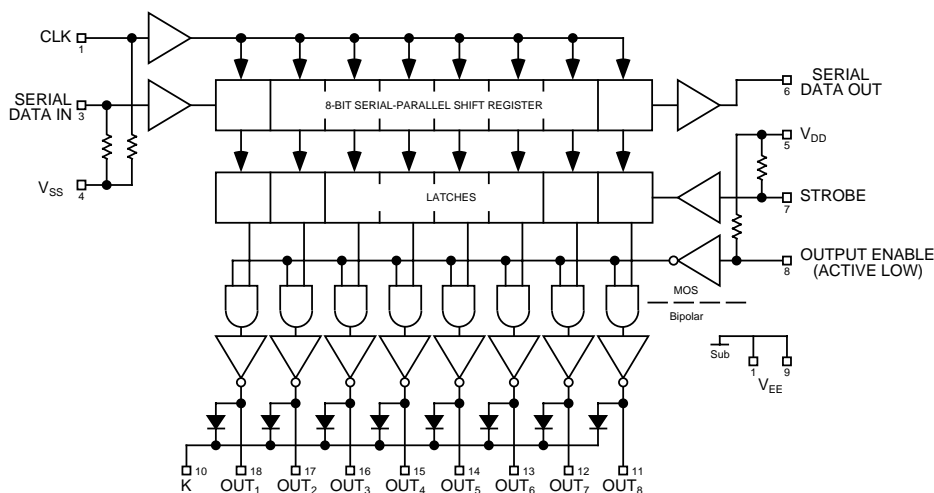 CLK
1
SERIAL
DATA IN
3
V_SS
4
8-BIT SERIAL-PARALLEL SHIFT REGISTER
LATCHES
SERIAL
DATA OUT
6
V_DD
5
STROBE
7
OUTPUT ENABLE
(ACTIVE LOW)
8
MOS
Bipolar
Sub
1
9
V_EE
10
18
17
16
15
14
13
12
11
K
OUT_1
OUT_2
OUT_3
OUT_4
OUT_5
OUT_6
OUT_7
OUT_8